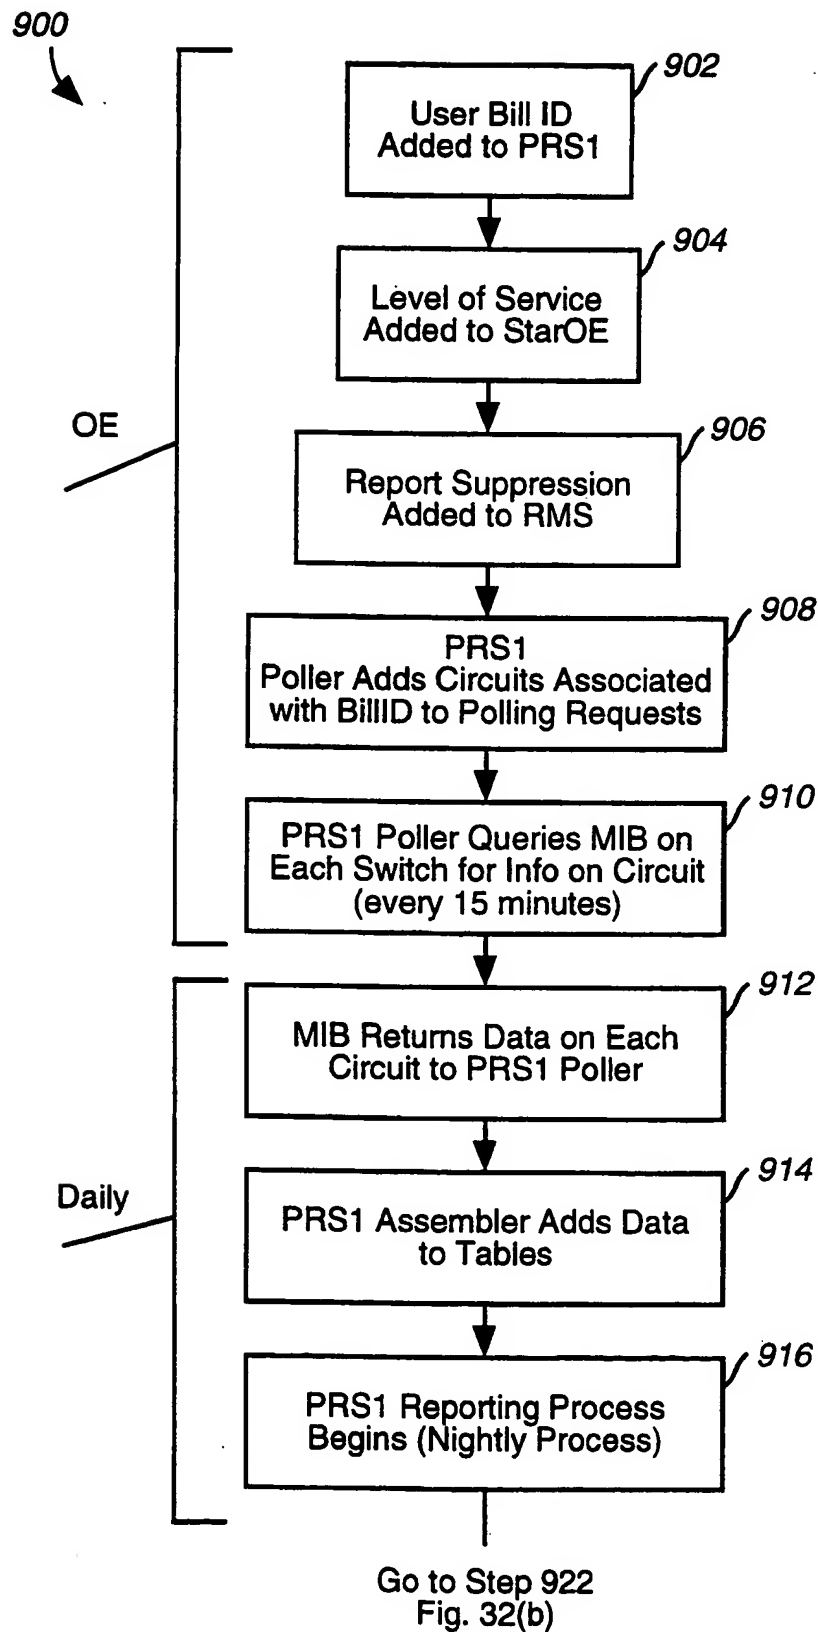 900
902
User Bill ID
Added to PRS1
904
Level of Service
Added to StarOE
OE
906
Report Suppression
Added to RMS
908
PRS1
Poller Adds Circuits Associated
with BillID to Polling Requests
910
PRS1 Poller Queries MIB on
Each Switch for Info on Circuit
(every 15 minutes)
912
MIB Returns Data on Each
Circuit to PRS1 Poller
914
Daily
PRS1 Assembler Adds Data
to Tables
916
PRS1 Reporting Process
Begins (Nightly Process)
Go to Step 922
Fig. 32(b)